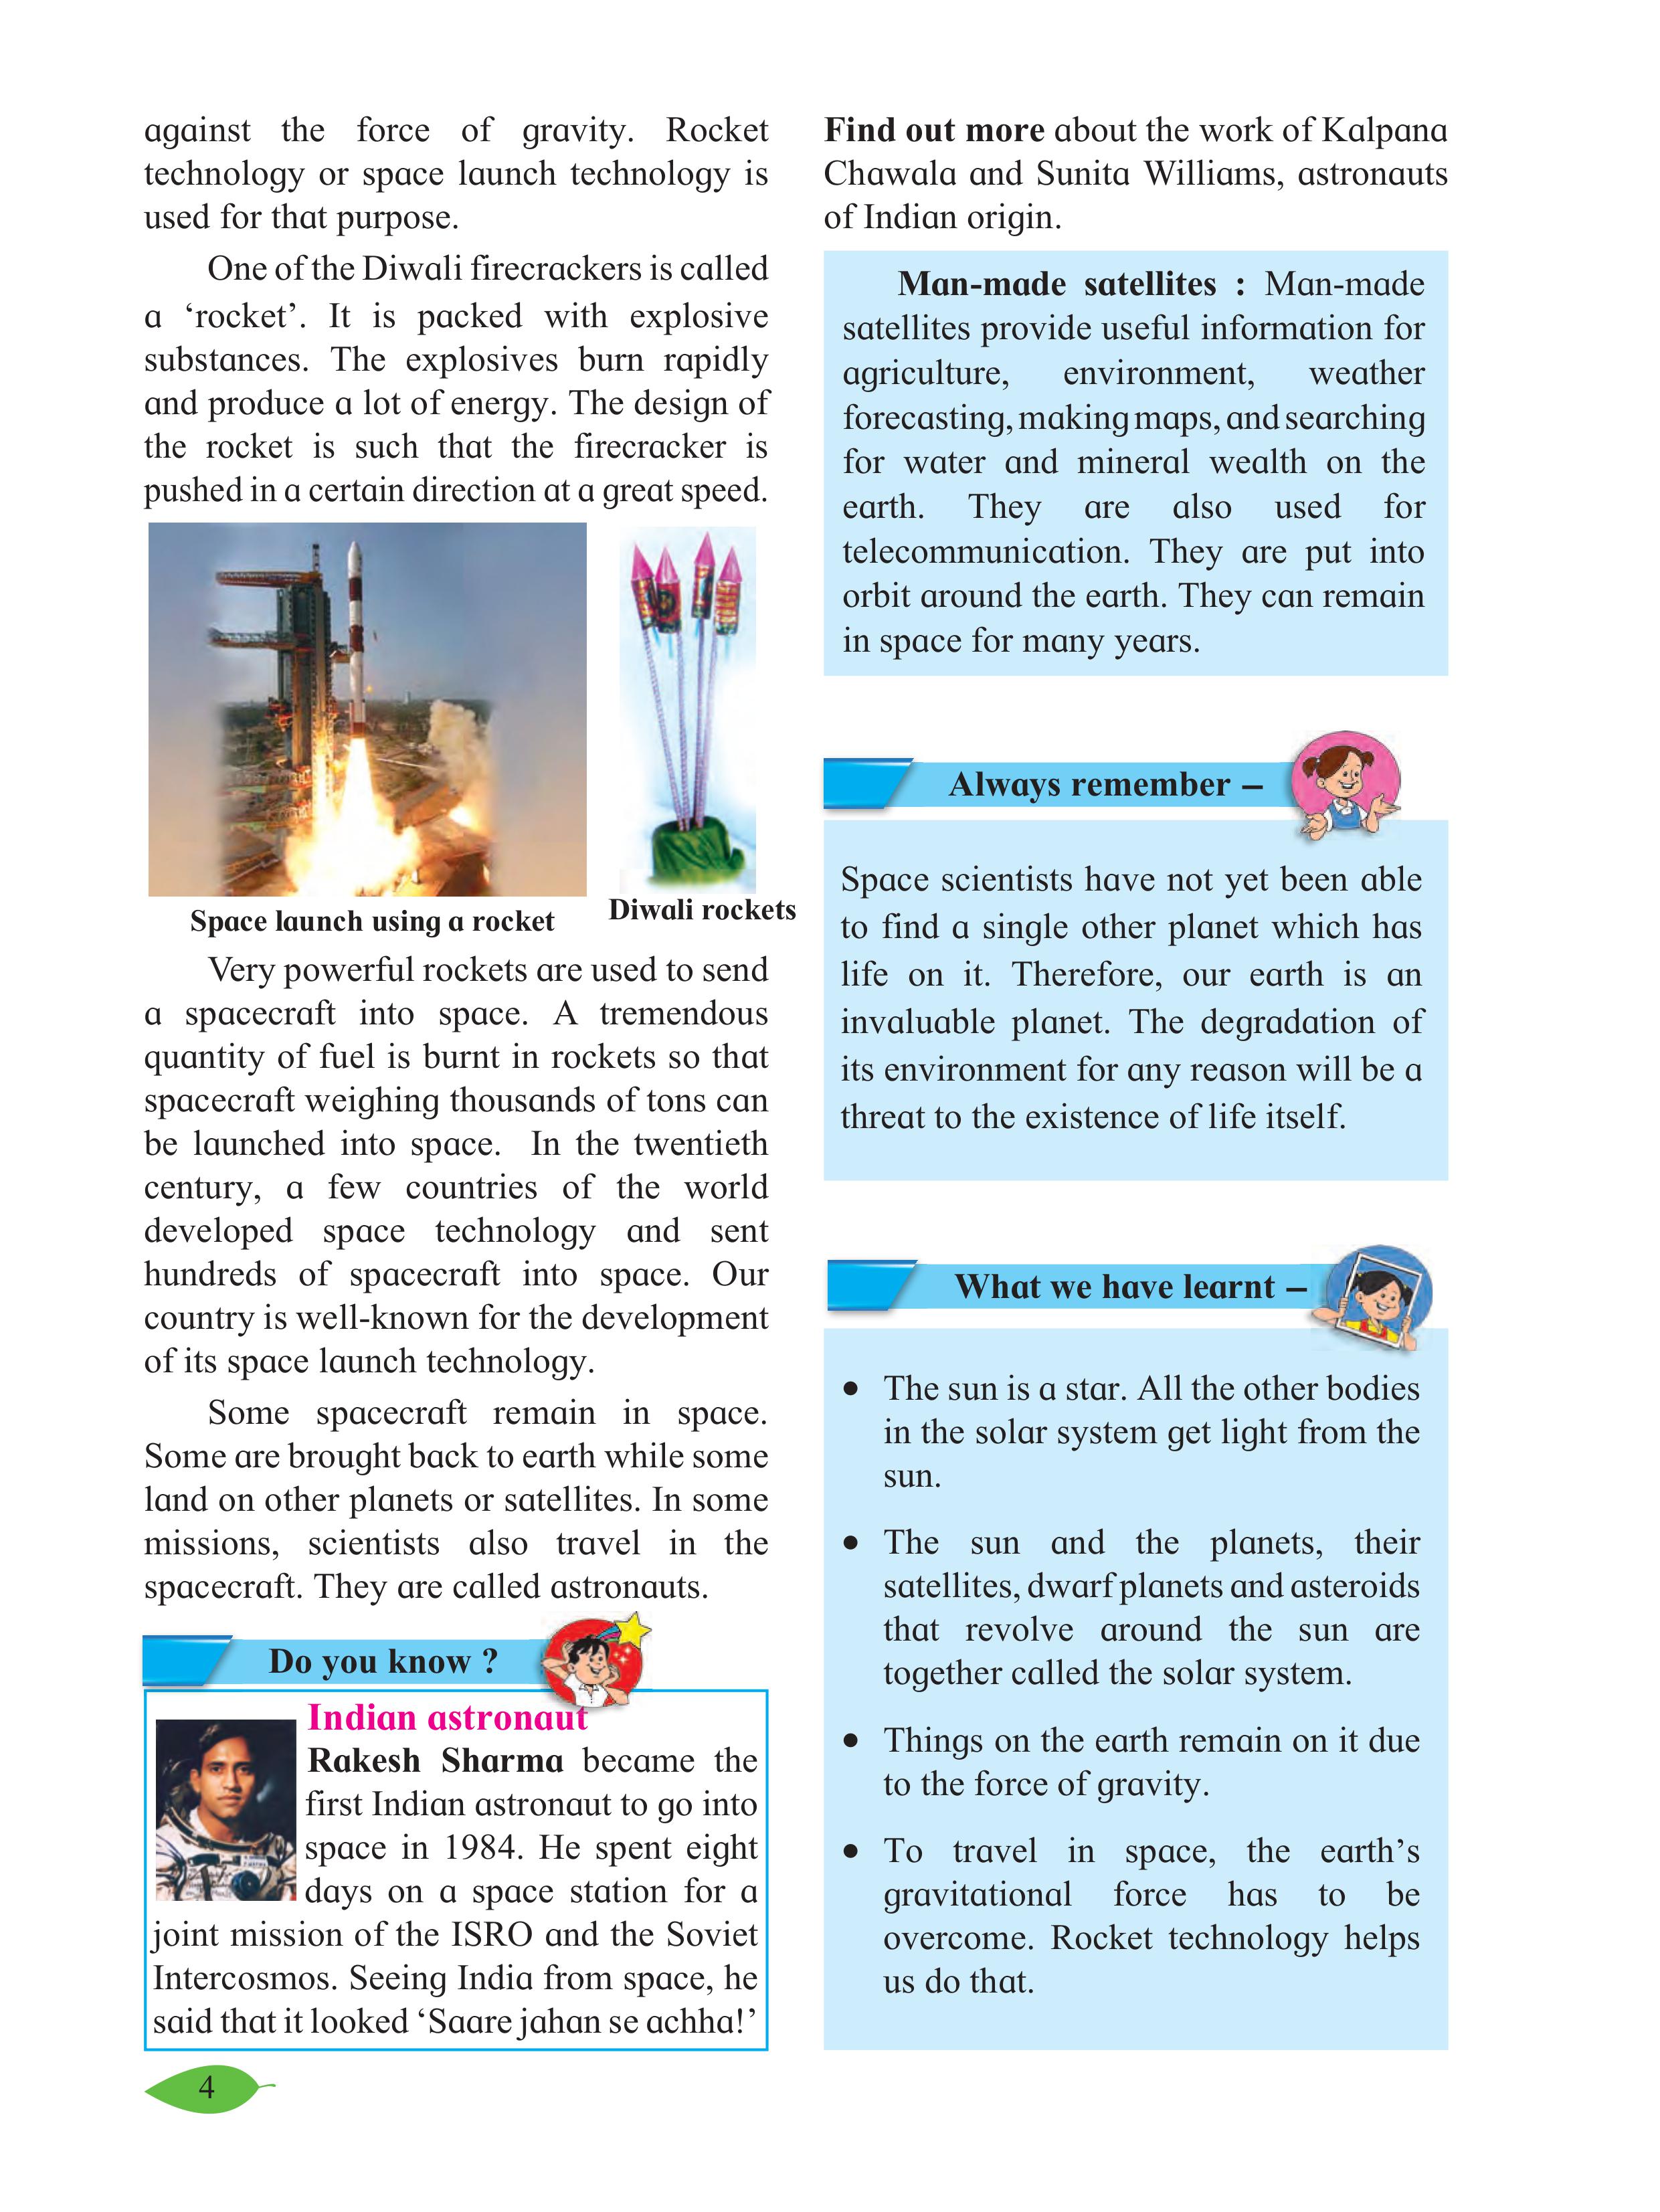 against the force of gravity. Rocket
technology or space launch technology is
used for that purpose.
One of the Diwali firecrackers is called
a ‘rocket’. It is packed with explosive
substances. The explosives burn rapidly
and produce a lot of energy. The design of
the rocket is such that the firecracker is
pushed in a certain direction at a great speed.
Space launch using a rocket
Diwali rockets
Very powerful rockets are used to send
a spacecraft into space. A tremendous
quantity of fuel is burnt in rockets so that
spacecraft weighing thousands of tons can
be launched into space. In the twentieth
century, a few countries of the world
developed space technology and sent
hundreds of spacecraft into space. Our
country is well-known for the development
of its space launch technology.
Some spacecraft remain in space.
Some are brought back to earth while some
land on other planets or satellites. In some
missions, scientists also travel in the
spacecraft. They are called astronauts.
Do you know ?
Indian astronaut
Rakesh Sharma became the
first Indian astronaut to go into
space in 1984. He spent eight
days on a space station for a
joint mission of the ISRO and the Soviet
Intercosmos. Seeing India from space, he
said that it looked ‘Saare jahan se achha!’
4
Find out more about the work of Kalpana
Chawala and Sunita Williams, astronauts
of Indian origin.
Man-made satellites : Man-made
satellites provide useful information for
agriculture, environment, weather
forecasting, making maps, and searching
for water and mineral wealth on the
earth. They are also used for
telecommunication. They are put into
orbit around the earth. They can remain
in space for many years.
Always remember –
Space scientists have not yet been able
to find a single other planet which has
life on it. Therefore, our earth is an
invaluable planet. The degradation of
its environment for any reason will be a
threat to the existence of life itself.
What we have learnt –
• The sun is a star. All the other bodies
in the solar system get light from the
sun.
• The sun and the planets, their
satellites, dwarf planets and asteroids
that revolve around the sun are
together called the solar system.
• Things on the earth remain on it due
to the force of gravity.
• To travel in space, the earth’s
gravitational force has to be
overcome. Rocket technology helps
us do that.